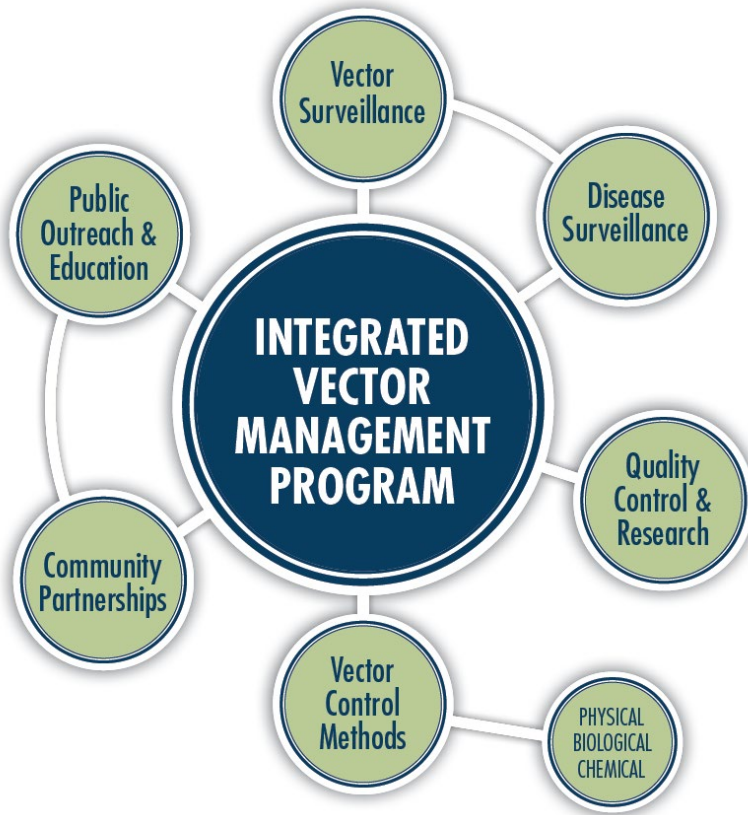 Vector
Surveillance
Disease
Surveillance
Public
Outreach &
Education
INTEGRATED
VECTOR
MANAGEMENT
PROGRAM
Quality
Control &
Research
Community
Partnerships
Vector
Control
Methods
PHYSICAL
BIOLOGICAL
CHEMICAL